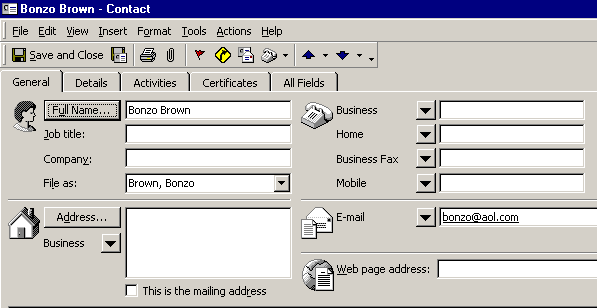 Bonzo Brown - Contact
File Edit View Insert Format Tools Actions Help
Save and Close
General Details Activities Certificates All Fields
Full Name... Bonzo Brown Business
Job title: Home
Company: Business Fax
File as: Brown, Bonzo Mobile
Address... E-mail bonzo@aol.com
Business
Web page address:
This is the mailing address